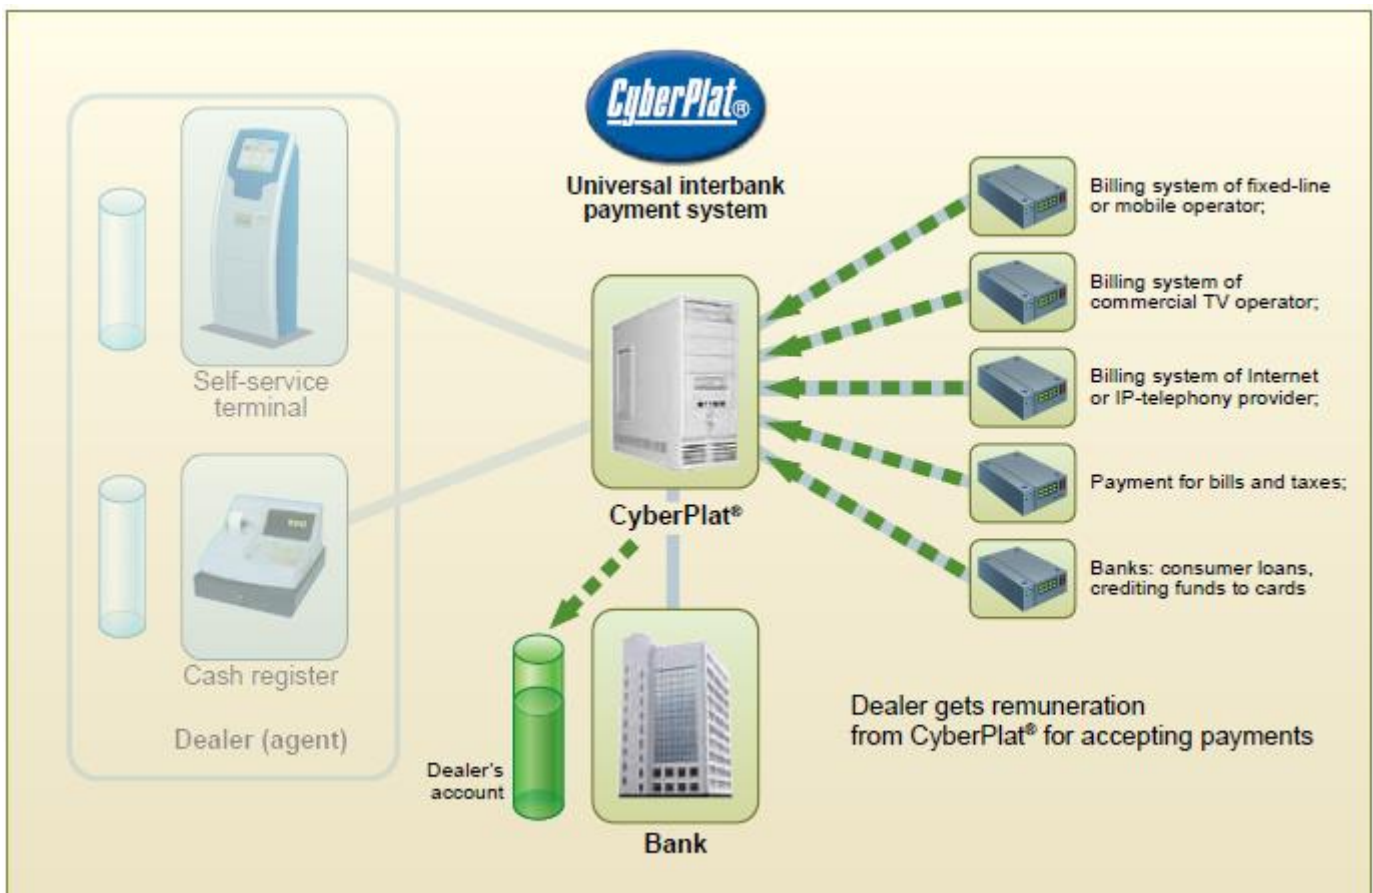 CyberPlat®
Universal interbank
payment system
Self-service
terminal
Cash register
Dealer (agent)
CyberPlat®
Dealer's
account
Bank
Billing system of fixed-line
or mobile operator;
Billing system of
commercial TV operator;
Billing system of Internet
or IP-telephony provider;
Payment for bills and taxes;
Banks: consumer loans,
crediting funds to cards
Dealer gets remuneration
from CyberPlat® for accepting payments